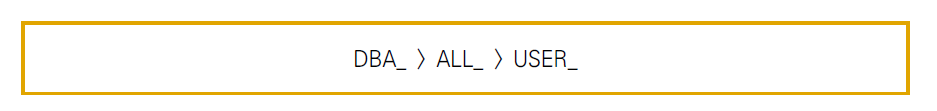 DBA_ 〉ALL_ 〉USER_